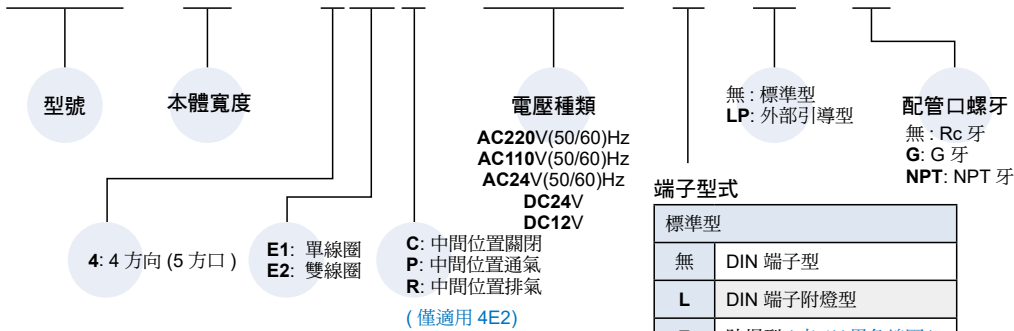 型號
本體寬度
4: 4 方向 (5 方口 )
E1: 單線圈
E2: 雙線圈
C: 中間位置關閉
P: 中間位置通氣
R: 中間位置排氣
( 僅適用 4E2)
電壓種類
AC220V(50/60)Hz
AC110V(50/60)Hz
AC24V(50/60)Hz
DC24V
DC12V
端子型式
標準型
無 DIN 端子型
L DIN 端子附燈型
無 : 標準型
LP: 外部引導型
配管口螺牙
無 : Rc 牙
G: G 牙
NPT: NPT 牙